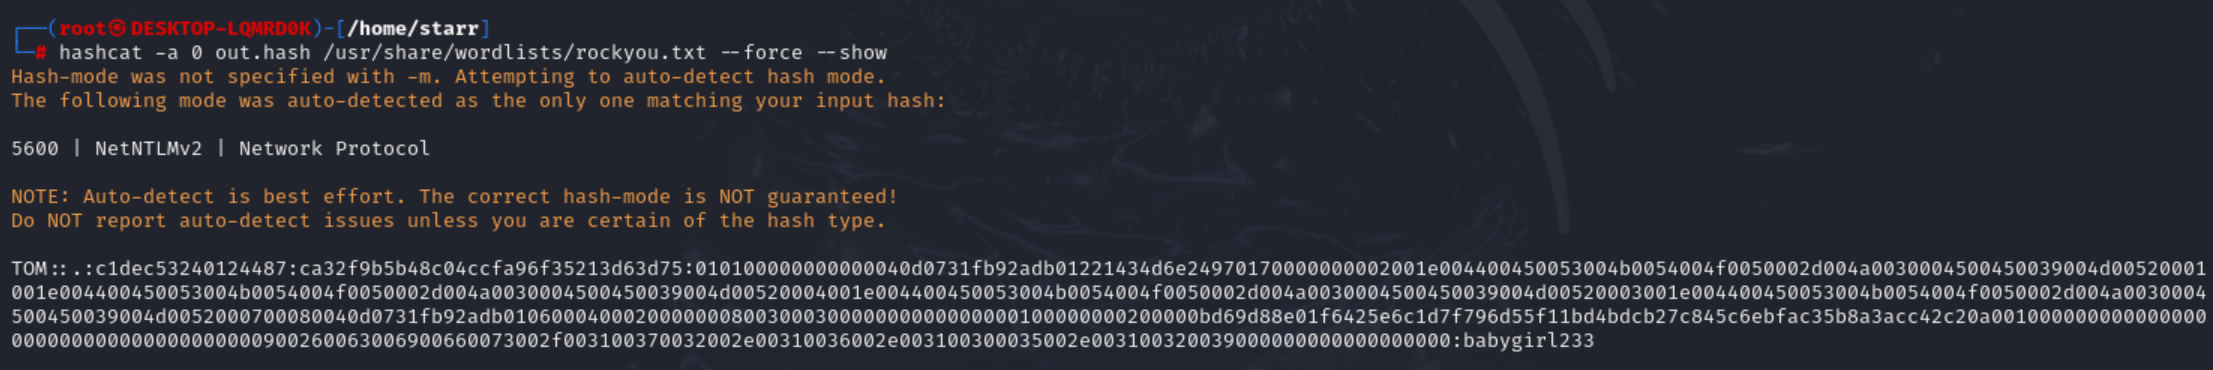 ┌──(root㉿DESKTOP-LQMRD0K)-[/home/starr]
└─# hashcat -a 0 out.hash /usr/share/wordlists/rockyou.txt --force --show
Hash-mode was not specified with -m. Attempting to auto-detect hash mode.
The following mode was auto-detected as the only one matching your input hash:
5600 | NetNTLMv2 | Network Protocol
NOTE: Auto-detect is best effort. The correct hash-mode is NOT guaranteed!
Do NOT report auto-detect issues unless you are certain of the hash type.
TOM::.:c1dec53240124487:ca32f9b5b48c04ccfa96f35213d63d75:010100000000000040d0731fb92adb01221434d6e24970170000000002001e004400450053004b0054004f0050002d004a0030004500450039004d00520001
001e004400450053004b0054004f0050002d004a0030004500450039004d00520004001e004400450053004b0054004f0050002d004a0030004500450039004d00520003001e004400450053004b0054004f0050002d004a0030004
500450039004d0052000700080040d0731fb92adb0106000400020000000800300030000000000000000100000000200000bd69d88e01f6425e6c1d7f796d55f11bd4bdcb27c845c6ebfac35b8a3acc42c20a001000000000000000
000000000000000000000900260063006900660073002f003100370032002e00310036002e003100300035002e003100320039000000000000000000:babygirl233